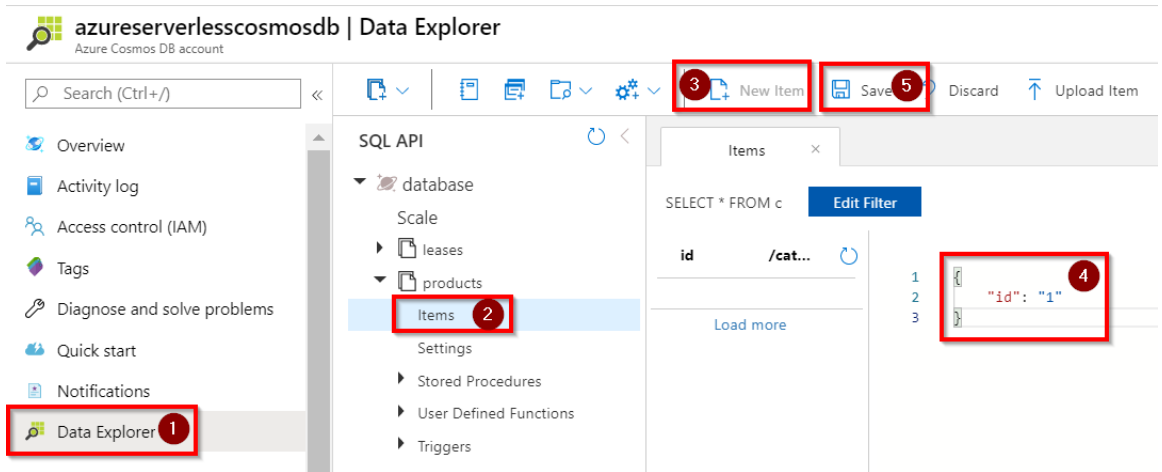 azureserverlesscosmosdb | Data Explorer
Azure Cosmos DB account
Search (Ctrl+/)
Overview
Activity log
Access control (IAM)
Tags
Diagnose and solve problems
Quick start
Notifications
Data Explorer 1
3 New Item
Save 5
Discard
Upload Item
SQL API
database
Scale
leases
products
Items 2
Settings
Stored Procedures
User Defined Functions
Triggers
Items
SELECT * FROM c
Edit Filter
id /cat...
Load more
1 { 4
2 "id": "1"
3 }